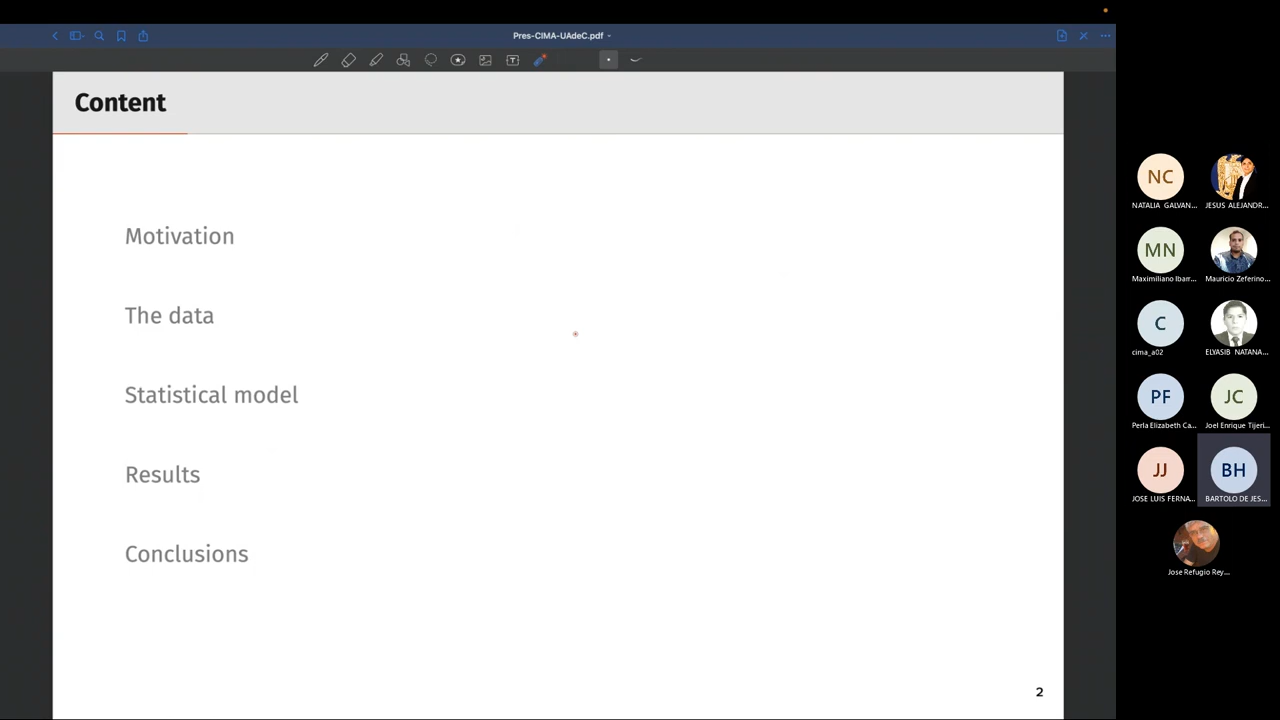 Pres-CIMA-UAdeC.pdf
Content
Motivation
The data
Statistical model
Results
Conclusions
2
NC
NATALIA GALVAN...
JESUS ALEJANDR...
MN
Maximiliano Ibarr...
Mauricio Zeferino...
C
cima_a02
ELYASIB NATANA...
PF
Perla Elizabeth Ca...
JC
Joel Enrique Tijeri...
JJ
JOSE LUIS FERNA...
BH
BARTOLO DE JES...
Jose Refugio Rey...